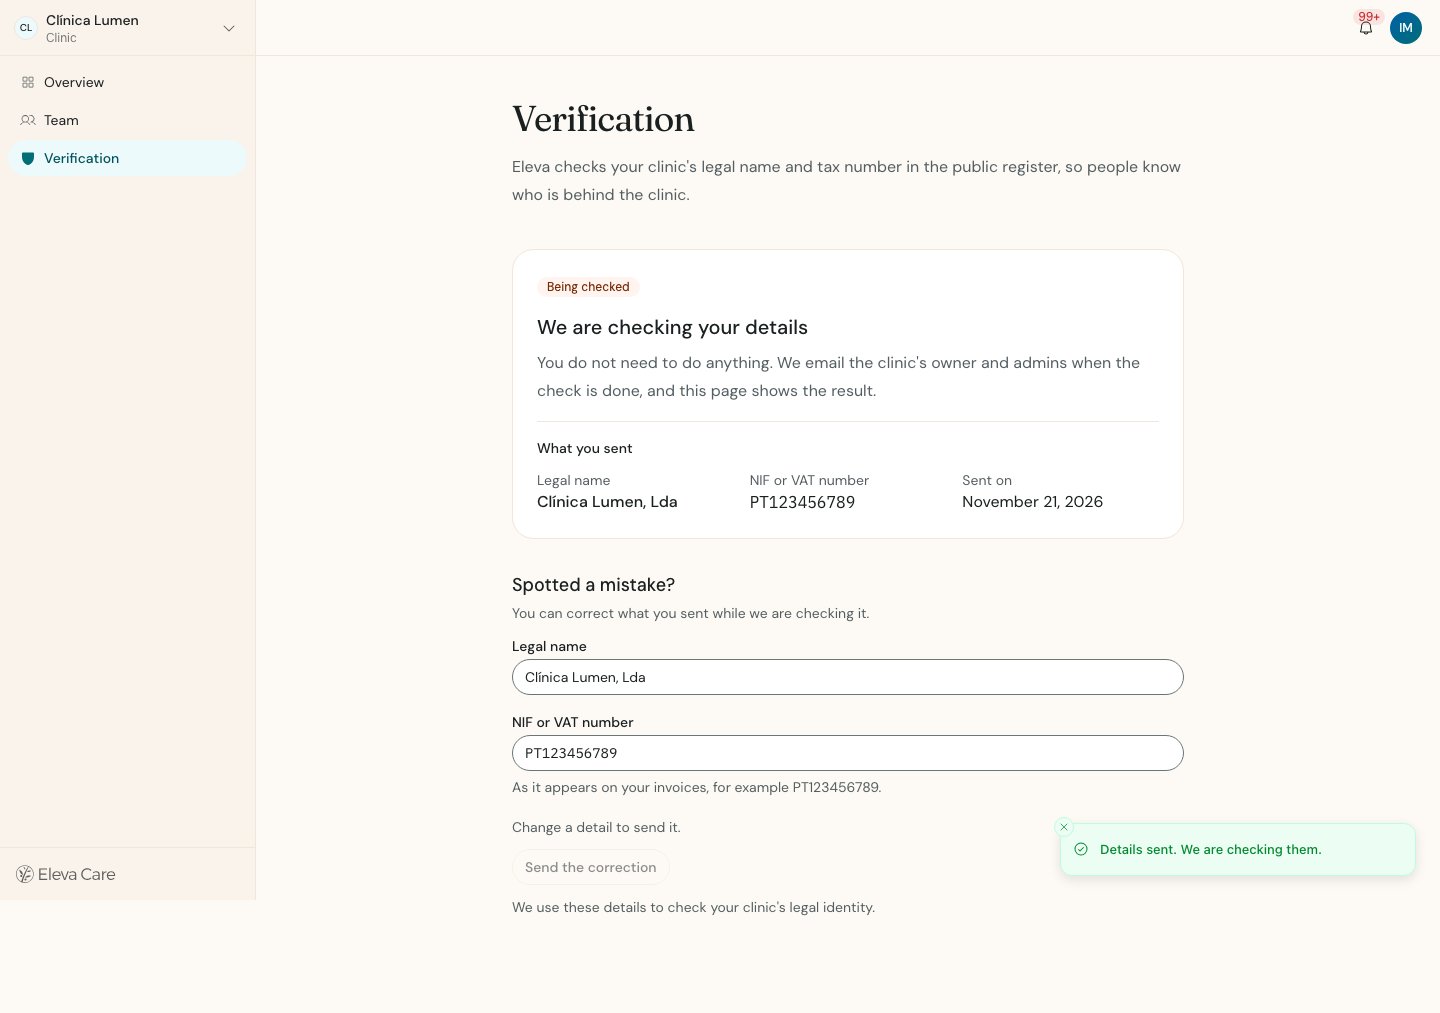 CL
Clínica Lumen
Clinic
99+
IM
Overview
Team
Verification
Verification
Eleva checks your clinic's legal name and tax number in the public register, so people know
who is behind the clinic.
Being checked
We are checking your details
You do not need to do anything. We email the clinic's owner and admins when the
check is done, and this page shows the result.
What you sent
Legal name
Clínica Lumen, Lda
NIF or VAT number
PT123456789
Sent on
November 21, 2026
Spotted a mistake?
You can correct what you sent while we are checking it.
Legal name
Clínica Lumen, Lda
NIF or VAT number
PT123456789
As it appears on your invoices, for example PT123456789.
Change a detail to send it.
Send the correction
We use these details to check your clinic's legal identity.
Details sent. We are checking them.
Eleva Care